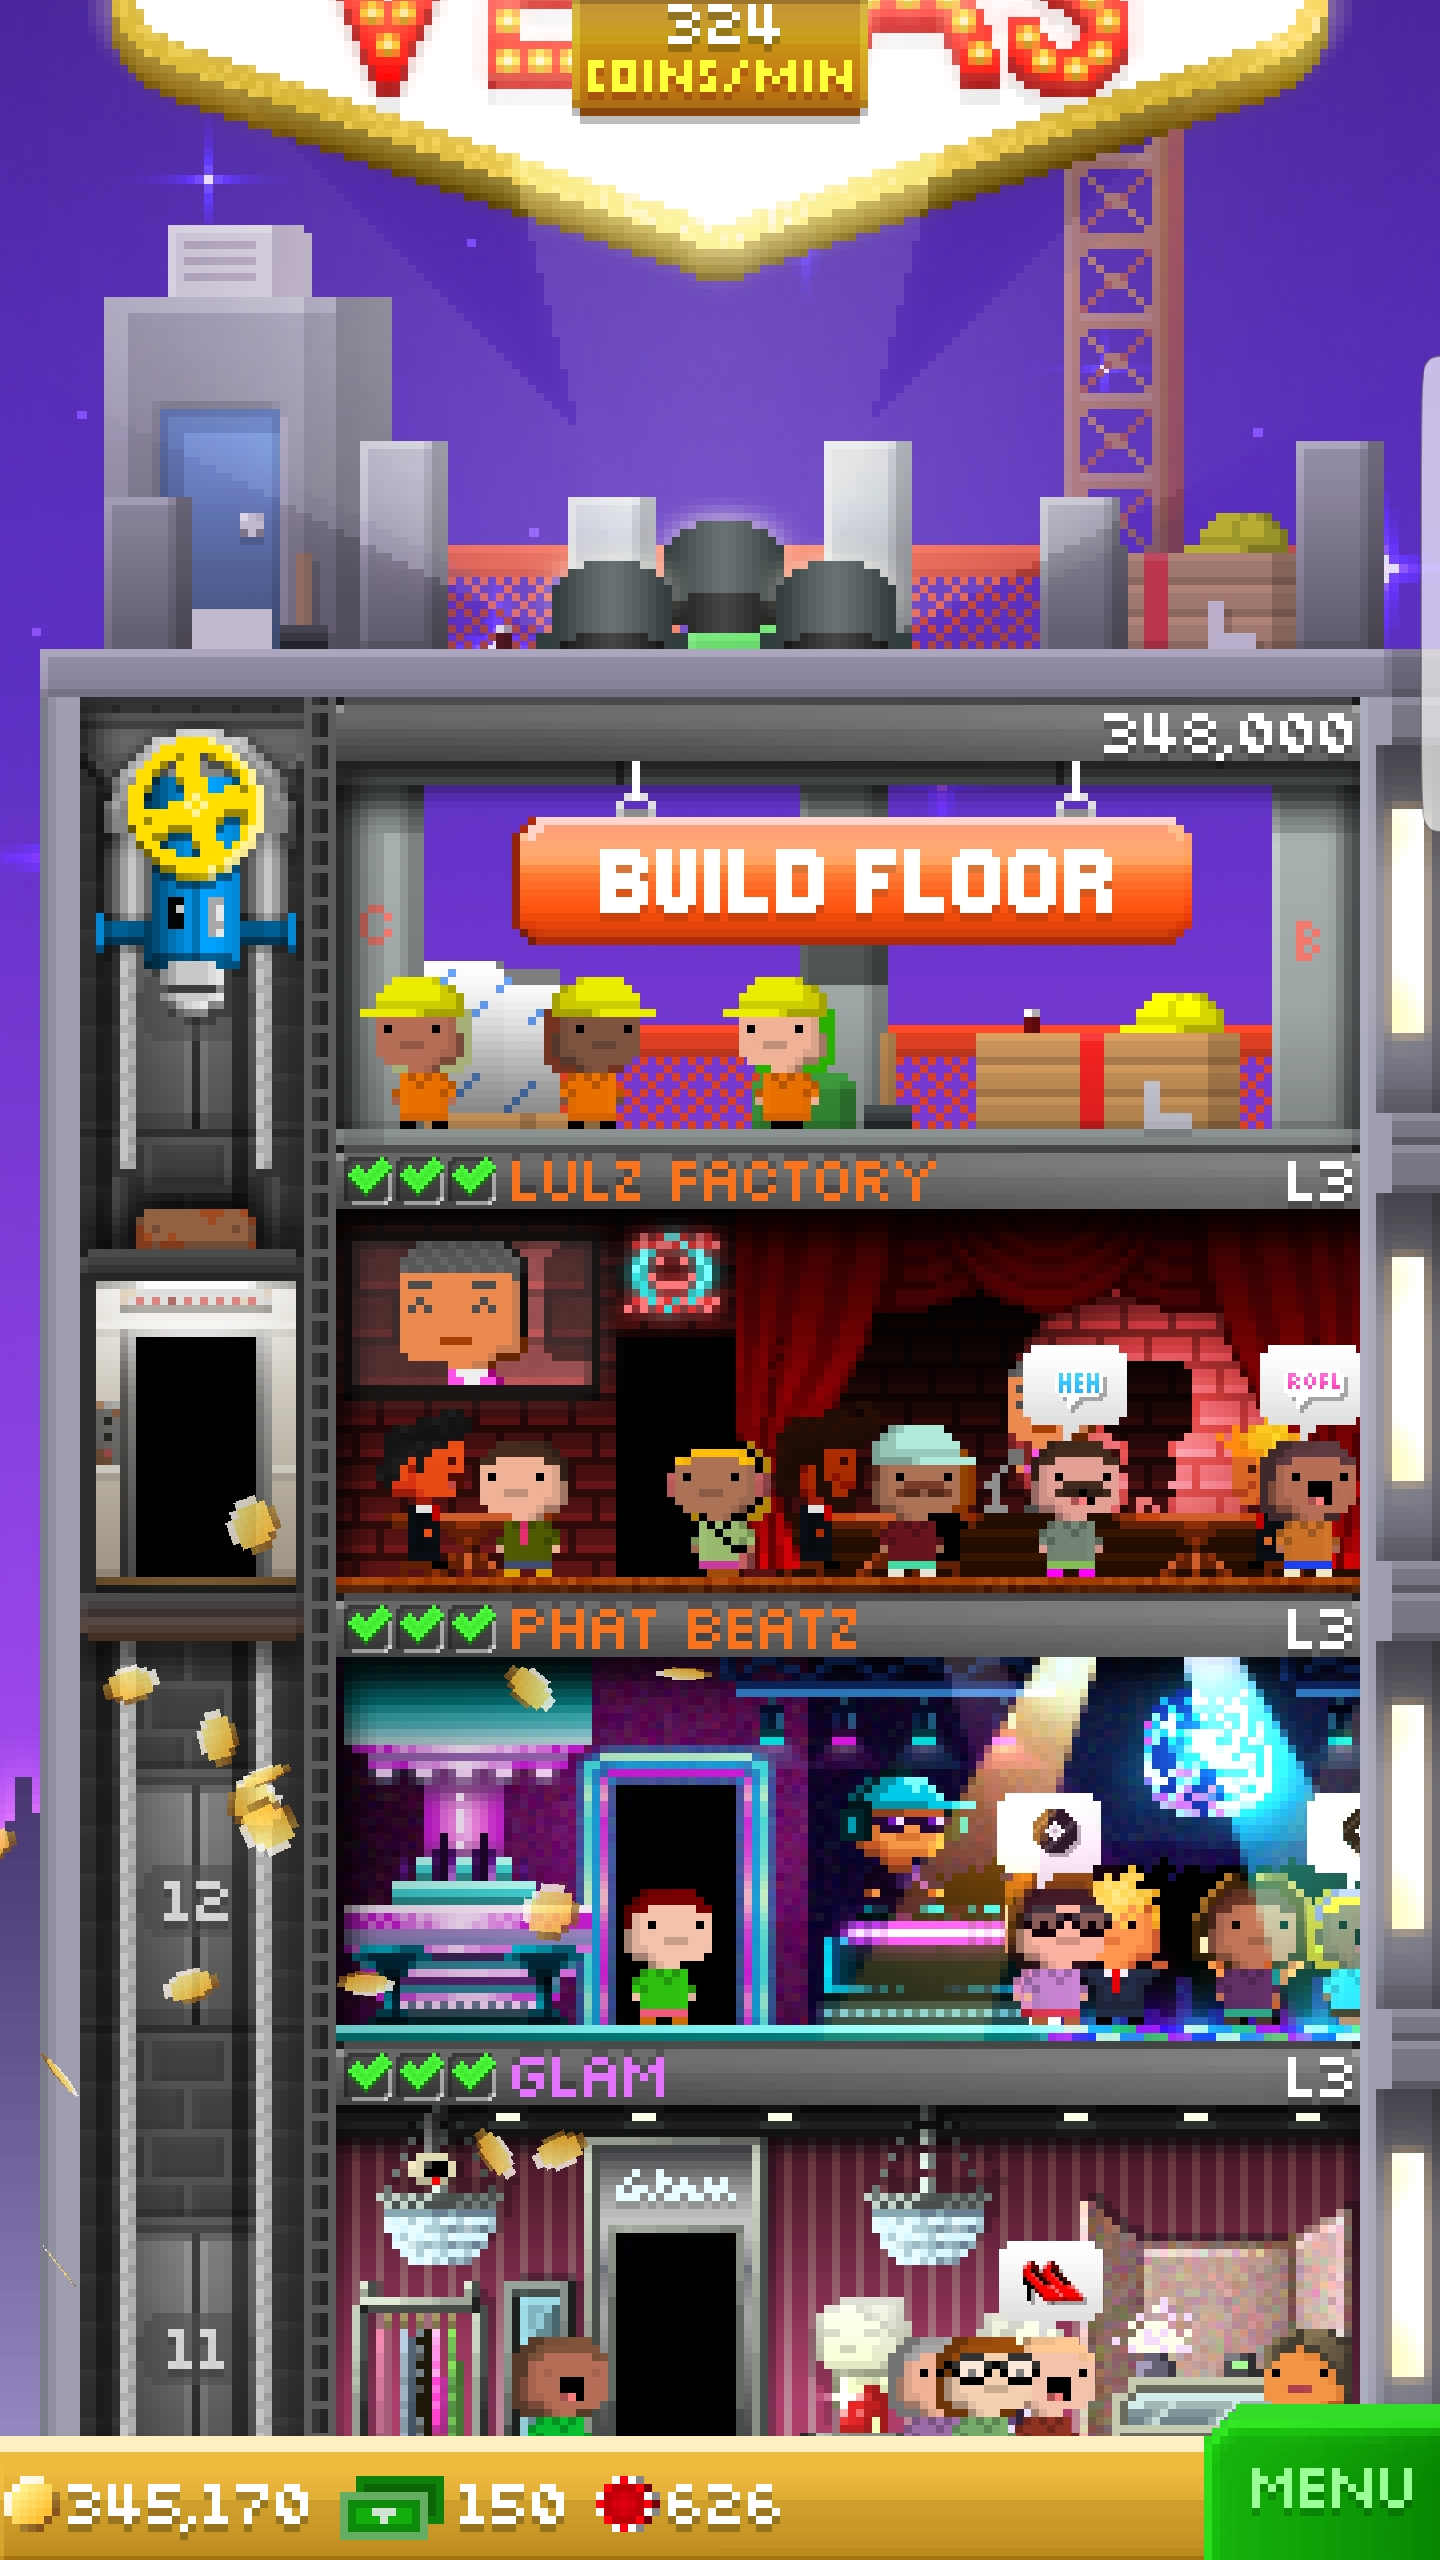 324
COINS/MIN
348,000
BUILD FLOOR
C
B
LULZ FACTORY L3
HEH
ROFL
PHAT BEATZ L3
12
GLAM L3
Glam
11
345,170 150 626
MENU